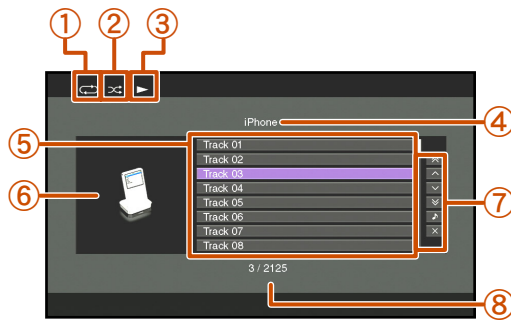 ① ② ③
iPhone ④
⑤ Track 01
Track 02
Track 03
⑥ Track 04
Track 05 ⑦
Track 06
Track 07
Track 08
3 / 2125
⑧